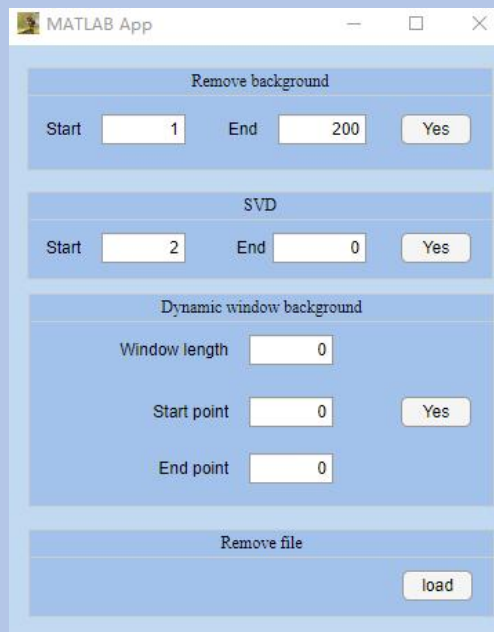 MATLAB App
Remove background
Start 1 End 200 Yes
SVD
Start 2 End 0 Yes
Dynamic window background
Window length 0
Start point 0 Yes
End point 0
Remove file
load